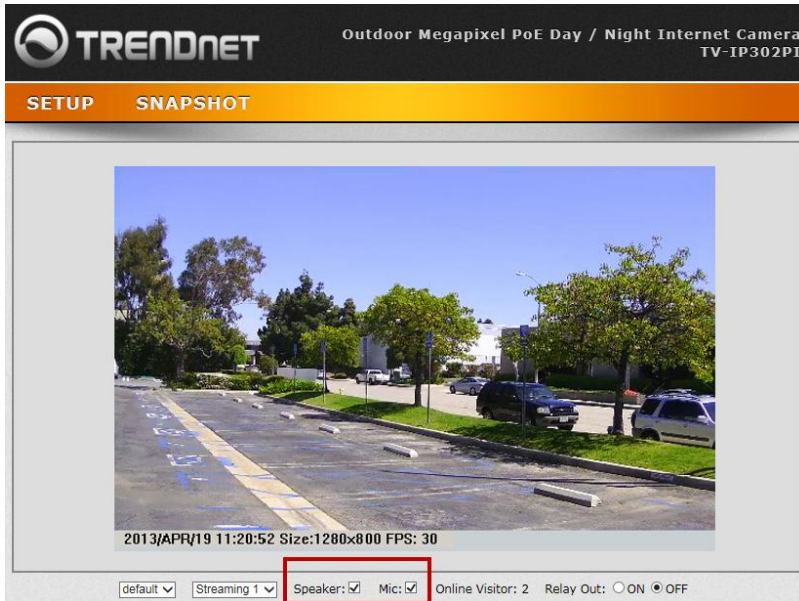 TRENDNET
Outdoor Megapixel PoE Day / Night Internet Camera
TV-IP302PI
SETUP SNAPSHOT
2013/APR/19 11:20:52 Size:1280x800 FPS: 30
default Streaming 1 Speaker: Mic: Online Visitor: 2 Relay Out: ON OFF